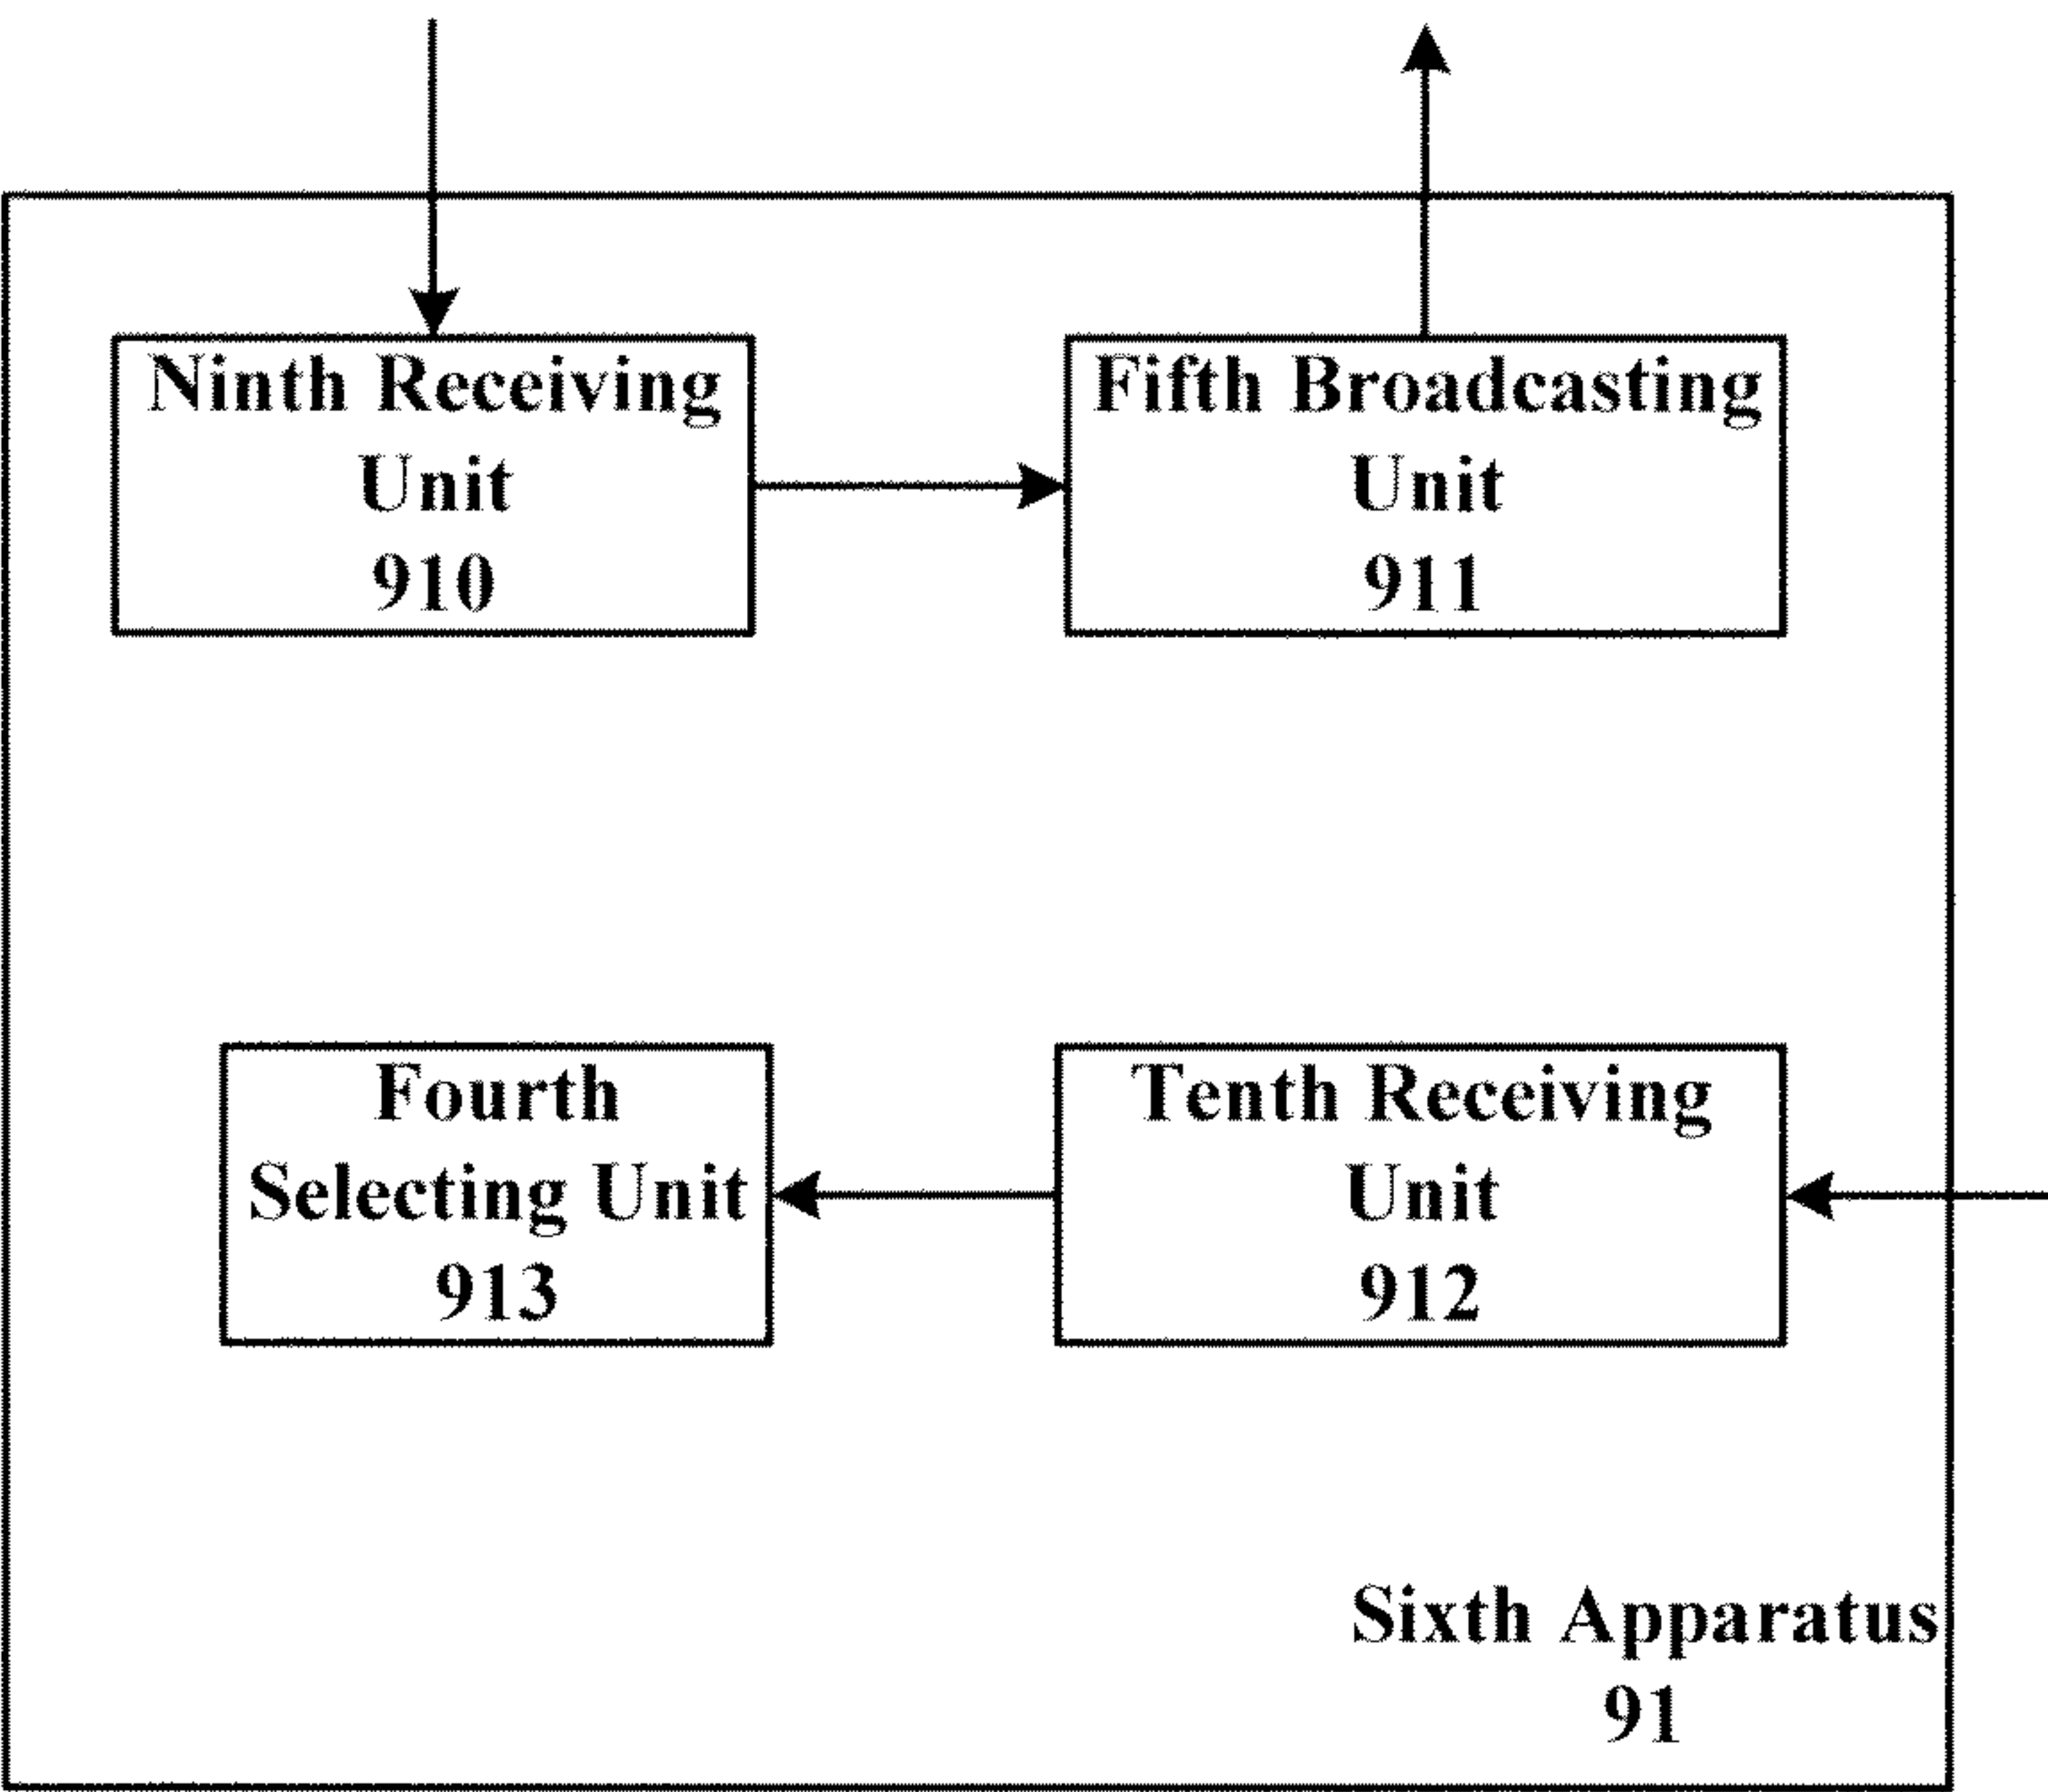 Ninth Receiving
Unit
910
Fifth Broadcasting
Unit
911
Fourth
Selecting Unit
913
Tenth Receiving
Unit
912
Sixth Apparatus
91